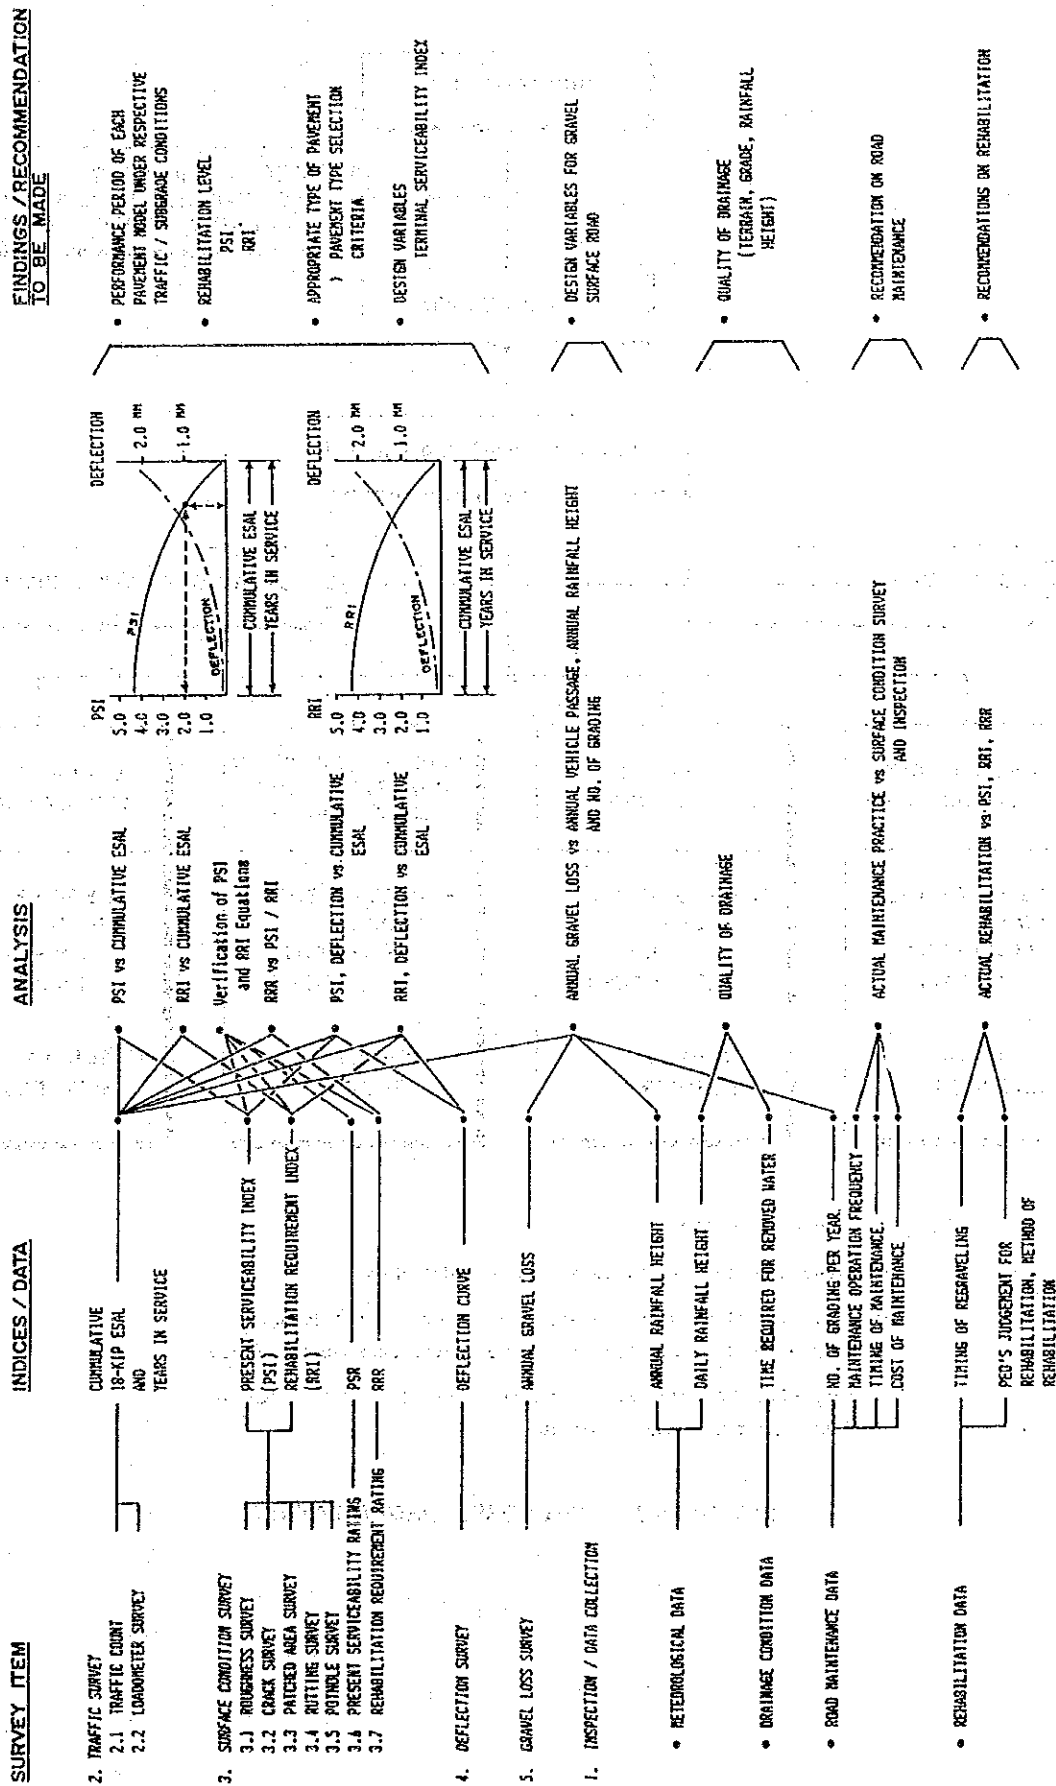 SURVEY ITEM
2. TRAFFIC SURVEY
2.1 TRAFFIC COUNT
2.2 LOADOMETER SURVEY
3. SURFACE CONDITION SURVEY
3.1 ROUGHNESS SURVEY
3.2 CRACK SURVEY
3.3 PATCHED AREA SURVEY
3.4 RUTTING SURVEY
3.5 POTHOLE SURVEY
3.6 PRESENT SERVICEABILITY RATING
3.7 REHABILITATION REQUIREMENT RATING
4. DEFLECTION SURVEY
5. GRAVEL LOSS SURVEY
1. INSPECTION / DATA COLLECTION
• METEOROLOGICAL DATA
• DRAINAGE CONDITION DATA
• ROAD MAINTENANCE DATA
• REHABILITATION DATA
INDICES / DATA
CUMMULATIVE
18-KIP ESAL
AND
YEARS IN SERVICE
PRESENT SERVICEABILITY INDEX
(PSI)
REHABILITATION REQUIREMENT INDEX
(RRI)
PSR
RRR
DEFLECTION CURVE
ANNUAL GRAVEL LOSS
ANNUAL RAINFALL HEIGHT
DAILY RAINFALL HEIGHT
TIME REQUIRED FOR REMOVED WATER
NO. OF GRADING PER YEAR
MAINTENANCE OPERATION FREQUENCY
TIMING OF MAINTENANCE
COST OF MAINTENANCE
TIMING OF REGRAVELING
PEO'S JUDGEMENT FOR
REHABILITATION, METHOD OF
REHABILITATION
ANALYSIS
PSI vs CUMMULATIVE ESAL
RRI vs CUMMULATIVE ESAL
Verification of PSI
and RRI Equations
RRR vs PSI / RRI
PSI, DEFLECTION vs CUMMULATIVE
ESAL
RRI, DEFLECTION vs CUMMULATIVE
ESAL
ANNUAL GRAVEL LOSS vs ANNUAL VEHICLE PASSAGE, ANNUAL RAINFALL HEIGHT
AND NO. OF GRADING
QUALITY OF DRAINAGE
ACTUAL MAINTENANCE PRACTICE vs SURFACE CONDITION SURVEY
AND INSPECTION
ACTUAL REHABILITATION vs PSI, RRI, RRR
PSI
5.0
4.0
3.0
2.0
1.0
PSI
DEFLECTION
DEFLECTION
2.0 MM
1.0 MM
CUMMULATIVE ESAL
YEARS IN SERVICE
RRI
5.0
4.0
3.0
2.0
1.0
RRI
DEFLECTION
DEFLECTION
2.0 MM
1.0 MM
CUMMULATIVE ESAL
YEARS IN SERVICE
FINDINGS / RECOMMENDATION
TO BE MADE
• PERFORMANCE PERIOD OF EACH
PAVEMENT MODEL UNDER RESPECTIVE
TRAFFIC / SUBGRADE CONDITIONS
• REHABILITATION LEVEL
PSI
RRI
• APPROPRIATE TYPE OF PAVEMENT
) PAVEMENT TYPE SELECTION
CRITERIA
• DESIGN VARIABLES
TERMINAL SERVICEABILITY INDEX
• DESIGN VARIABLES FOR GRAVEL
SURFACE ROAD
• QUALITY OF DRAINAGE
(TERRAIN, GRADE, RAINFALL
HEIGHT)
• RECOMMENDATION ON ROAD
MAINTENANCE
• RECOMMENDATIONS ON REHABILITATION